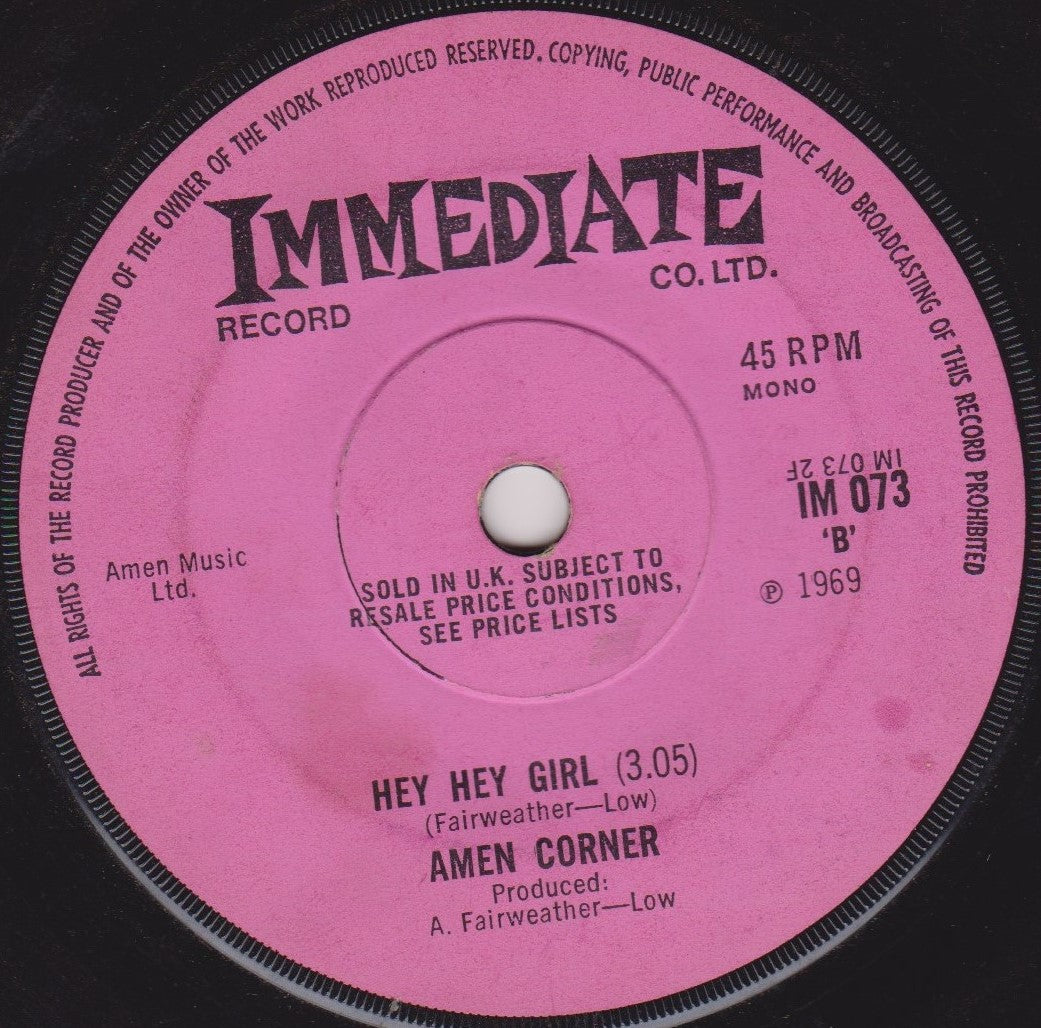 ALL RIGHTS OF THE RECORD PRODUCER AND OF THE OWNER OF THE WORK REPRODUCED RESERVED. COPYING, PUBLIC PERFORMANCE AND BROADCASTING OF THIS RECORD PROHIBITED
IMMEDIATE
RECORD CO. LTD.
45 RPM
MONO
IM 073 2F
IM 073
'B'
℗ 1969
Amen Music
Ltd.
SOLD IN U.K. SUBJECT TO
RESALE PRICE CONDITIONS,
SEE PRICE LISTS
HEY HEY GIRL (3.05)
(Fairweather—Low)
AMEN CORNER
Produced:
A. Fairweather—Low